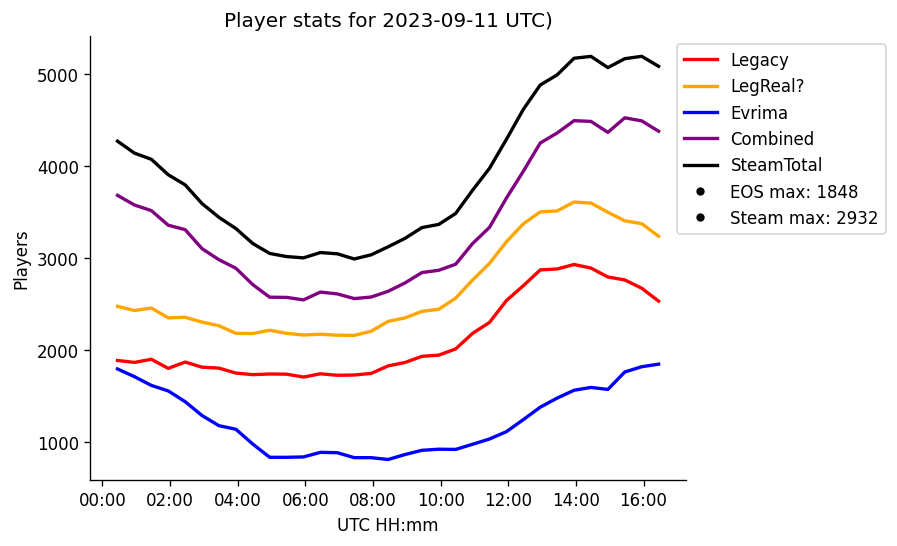 Player stats for 2023-09-11 UTC)
Players
5000
4000
3000
2000
1000
00:00 02:00 04:00 06:00 08:00 10:00 12:00 14:00 16:00
UTC HH:mm
Legacy
LegReal?
Evrima
Combined
SteamTotal
EOS max: 1848
Steam max: 2932